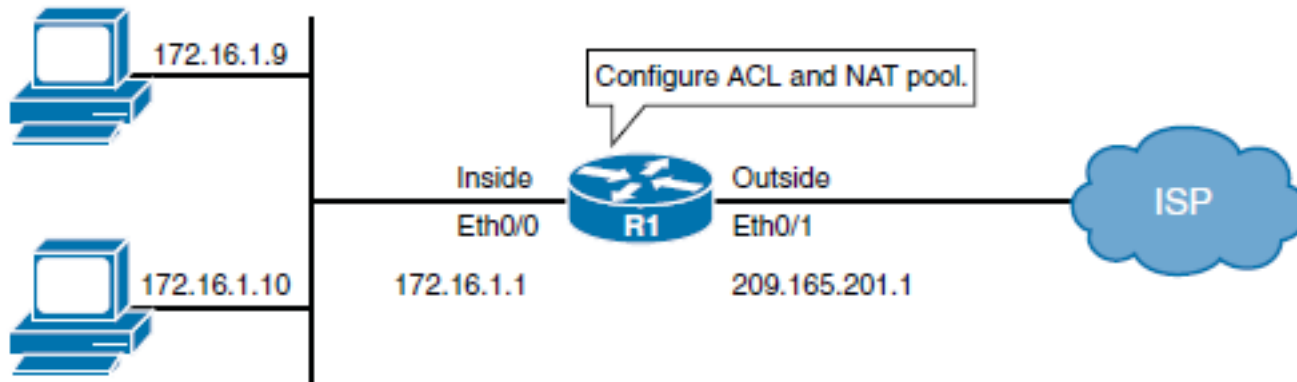 172.16.1.9
Configure ACL and NAT pool.
Inside
Outside
Eth0/0
R1
Eth0/1
ISP
172.16.1.10
172.16.1.1
209.165.201.1